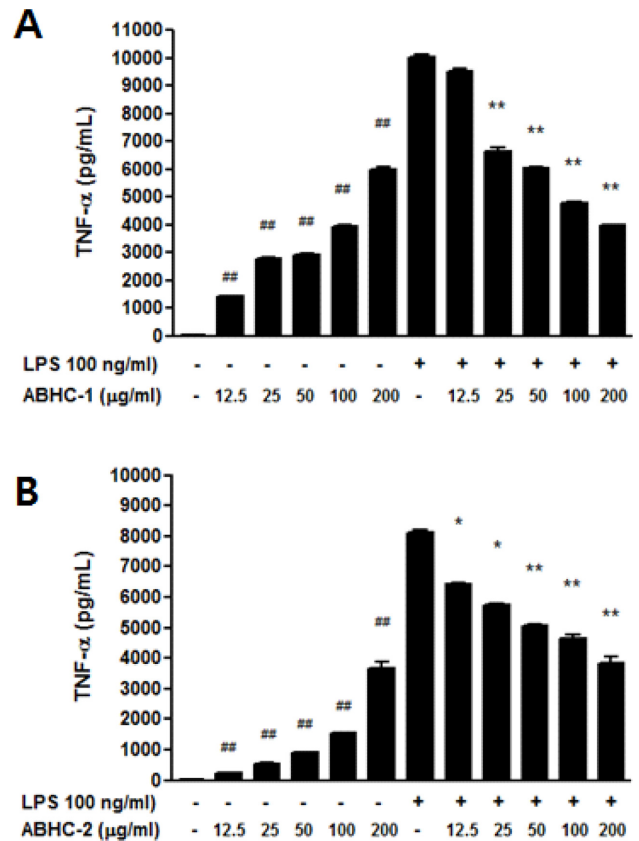 A
TNF-α (pg/mL)
11000
10000
9000
8000
7000
6000
5000
4000
3000
2000
1000
0
## ## ## ## ## ** ** ** **
LPS 100 ng/ml) - - - - - - + + + + + +
ABHC-1 (μg/ml) - 12.5 25 50 100 200 - 12.5 25 50 100 200
B
TNF-α (pg/mL)
10000
9000
8000
7000
6000
5000
4000
3000
2000
1000
0
## ## ## ## ## * * ** ** **
LPS 100 ng/ml) - - - - - - + + + + + +
ABHC-2 (μg/ml) - 12.5 25 50 100 200 - 12.5 25 50 100 200